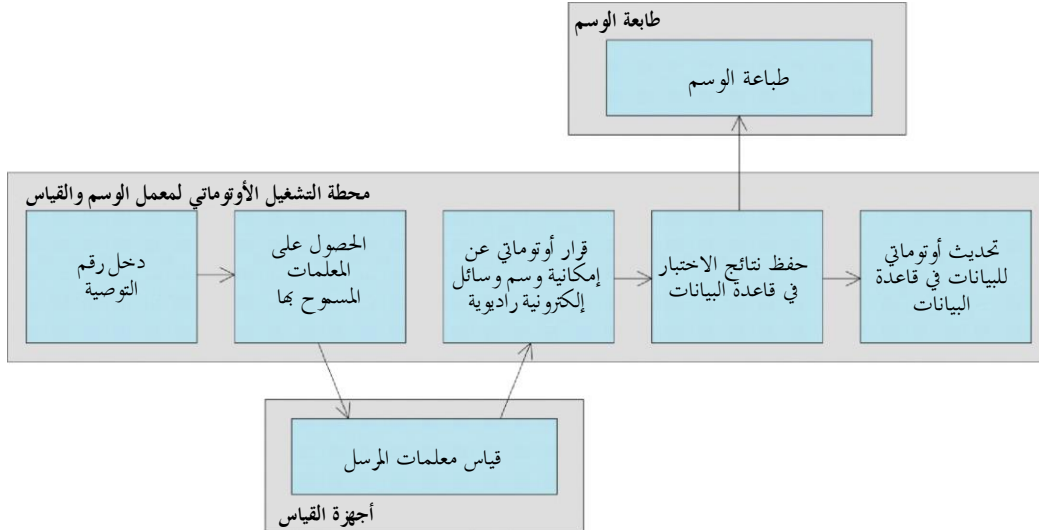 طابعة الوسم
طباعة الوسم
محطة التشغيل الأوتوماتي لمعمل الوسم والقياس
دخل رقم
التوصية
الحصول على
المعلمات
المسموح بها
قرار أوتوماتي عن
إمكانية وسم وسائل
إلكترونية راديوية
حفظ نتائج الاختبار
في قاعدة البيانات
تحديث أوتوماتي
للبيانات في قاعدة
البيانات
قياس معلمات المرسل
أجهزة القياس